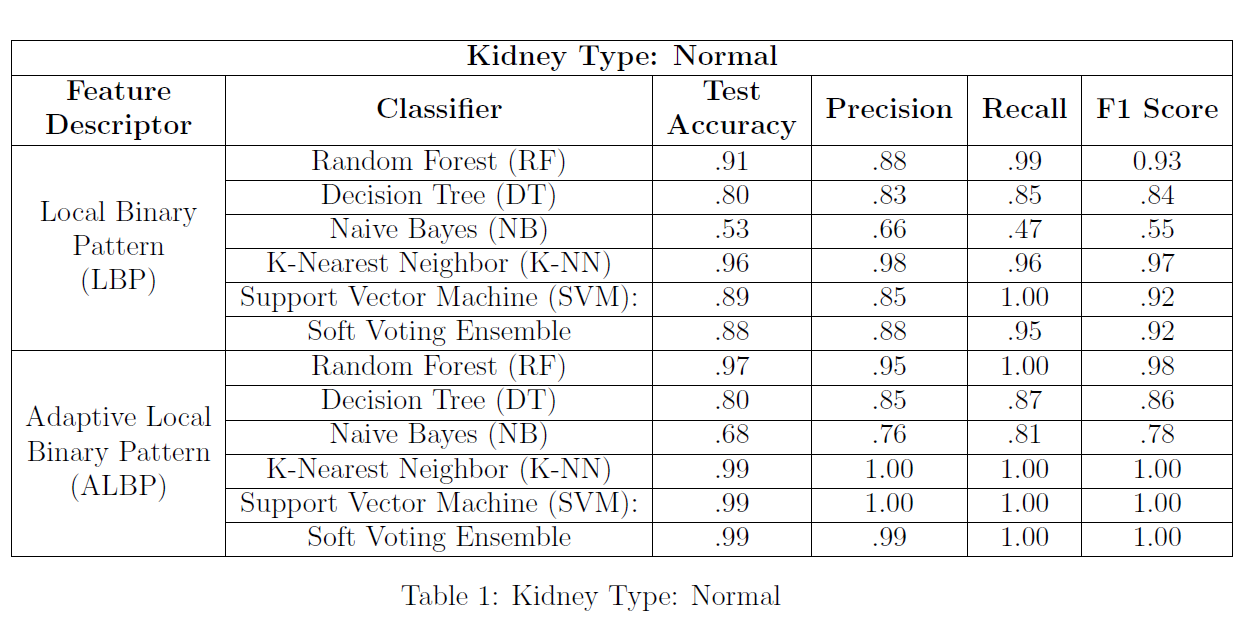 Kidney Type: Normal
Feature Descriptor Classifier Test Accuracy Precision Recall F1 Score
Local Binary Pattern (LBP)
Random Forest (RF) .91 .88 .99 0.93
Decision Tree (DT) .80 .83 .85 .84
Naive Bayes (NB) .53 .66 .47 .55
K-Nearest Neighbor (K-NN) .96 .98 .96 .97
Support Vector Machine (SVM): .89 .85 1.00 .92
Soft Voting Ensemble .88 .88 .95 .92
Adaptive Local Binary Pattern (ALBP)
Random Forest (RF) .97 .95 1.00 .98
Decision Tree (DT) .80 .85 .87 .86
Naive Bayes (NB) .68 .76 .81 .78
K-Nearest Neighbor (K-NN) .99 1.00 1.00 1.00
Support Vector Machine (SVM): .99 1.00 1.00 1.00
Soft Voting Ensemble .99 .99 1.00 1.00
Table 1: Kidney Type: Normal